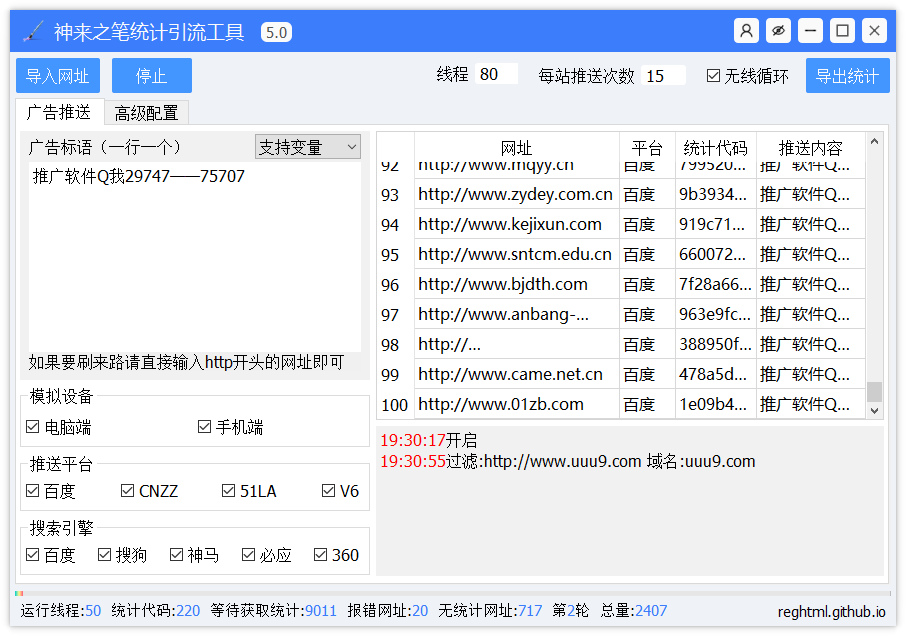 神来之笔统计引流工具 5.0
导入网址 停止 线程 80 每站推送次数 15 无线循环 导出统计
广告推送 高级配置
广告标语（一行一个） 支持变量
推广软件Q我29747——75707
如果要刷来路请直接输入http开头的网址即可
模拟设备
电脑端 手机端
推送平台
百度 CNZZ 51LA V6
搜索引擎
百度 搜狗 神马 必应 360
网址 平台 统计代码 推送内容
92 http://www.mqyy.cn 百度 799520... 推广软件Q...
93 http://www.zydey.com.cn 百度 9b3934... 推广软件Q...
94 http://www.kejixun.com 百度 919c71... 推广软件Q...
95 http://www.sntcm.edu.cn 百度 660072... 推广软件Q...
96 http://www.bjdth.com 百度 7f28a66... 推广软件Q...
97 http://www.anbang-... 百度 963e9fc... 推广软件Q...
98 http://... 百度 388950f... 推广软件Q...
99 http://www.came.net.cn 百度 478a5d... 推广软件Q...
100 http://www.01zb.com 百度 1e09b4... 推广软件Q...
19:30:17开启
19:30:55过滤:http://www.uuu9.com 域名:uuu9.com
运行线程:50 统计代码:220 等待获取统计:9011 报错网址:20 无统计网址:717 第2轮 总量:2407 reghtml.github.io